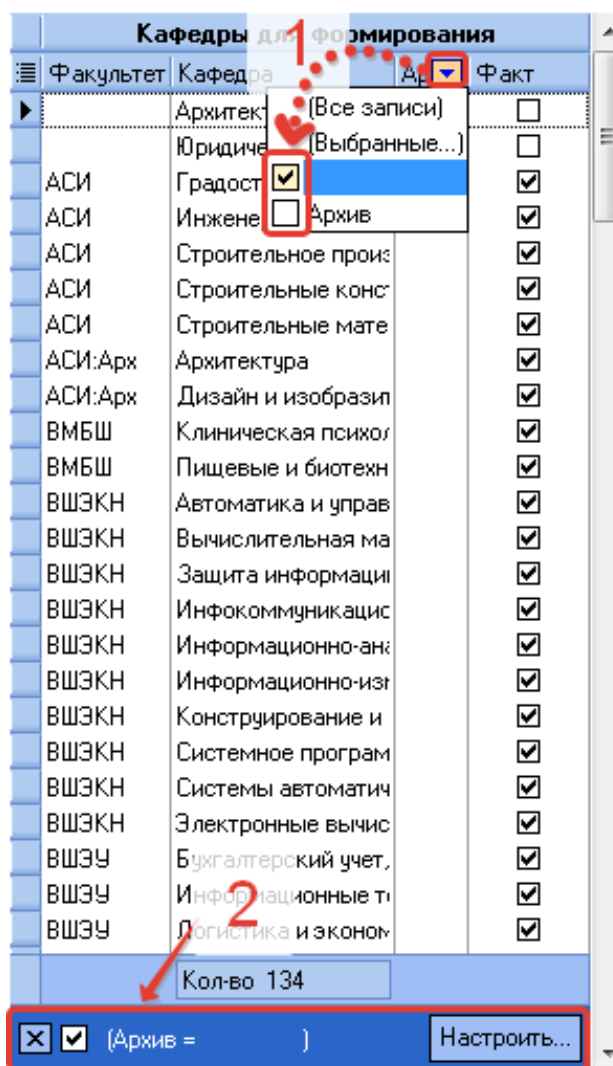 Кафедры для формирования
Факультет Кафедра Ар Факт
1
(Все записи)
(Выбранные...)
Архив
Архитек
Юридиче
АСИ Градост
АСИ Инжене
АСИ Строительное произ
АСИ Строительные конс
АСИ Строительные мате
АСИ:Арх Архитектура
АСИ:Арх Дизайн и изобразит
ВМБШ Клиническая психол
ВМБШ Пищевые и биотехн
ВШЭКН Автоматика и управ
ВШЭКН Вычислительная ма
ВШЭКН Защита информаци
ВШЭКН Инфокоммуникацис
ВШЭКН Информационно-ана
ВШЭКН Информационно-изм
ВШЭКН Конструирование и
ВШЭКН Системное програм
ВШЭКН Системы автоматич
ВШЭКН Электронные вычис
ВШЭУ Бухгалтерский учет,
ВШЭУ Информационные те
ВШЭУ Логистика и эконом
2
Кол-во 134
(Архив = )
Настроить...